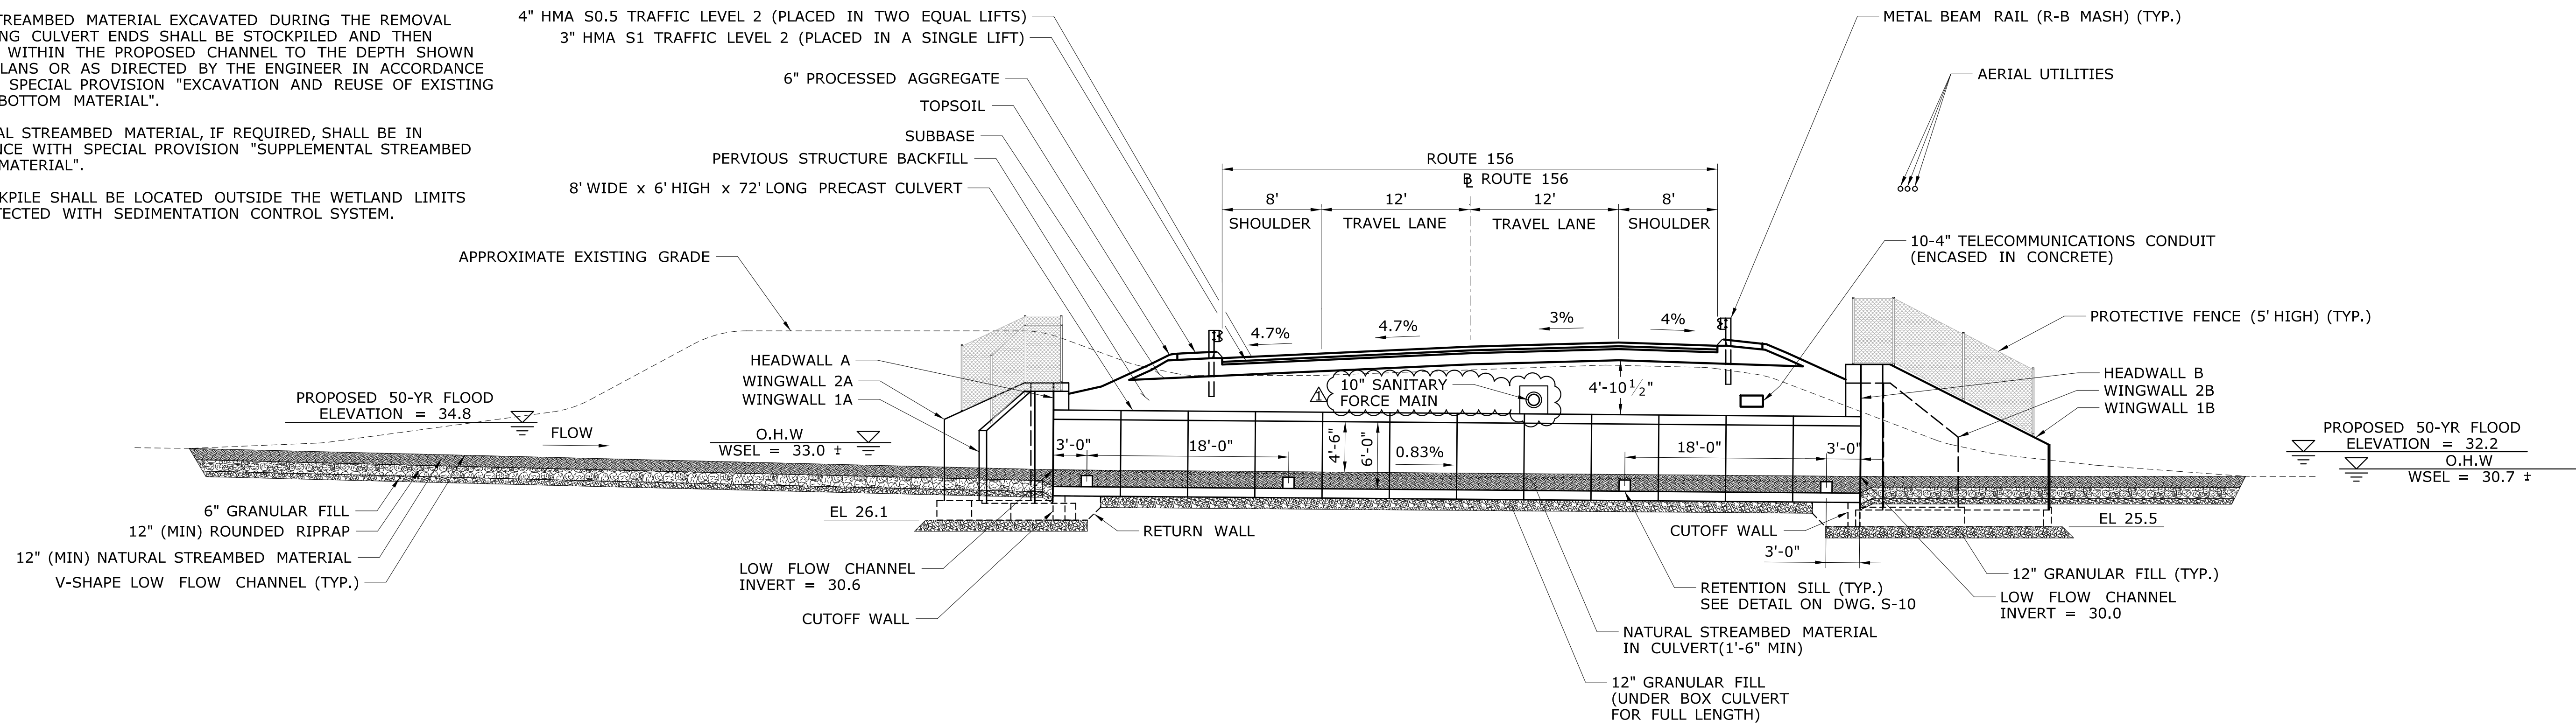 TREAMBED MATERIAL EXCAVATED DURING THE REMOVAL
NG CULVERT ENDS SHALL BE STOCKPILED AND THEN
WITHIN THE PROPOSED CHANNEL TO THE DEPTH SHOWN
LANS OR AS DIRECTED BY THE ENGINEER IN ACCORDANCE
SPECIAL PROVISION "EXCAVATION AND REUSE OF EXISTING
BOTTOM MATERIAL".
AL STREAMBED MATERIAL, IF REQUIRED, SHALL BE IN
NCE WITH SPECIAL PROVISION "SUPPLEMENTAL STREAMBED
MATERIAL".
KPILE SHALL BE LOCATED OUTSIDE THE WETLAND LIMITS
TECTED WITH SEDIMENTATION CONTROL SYSTEM.
4" HMA S0.5 TRAFFIC LEVEL 2 (PLACED IN TWO EQUAL LIFTS)
3" HMA S1 TRAFFIC LEVEL 2 (PLACED IN A SINGLE LIFT)
6" PROCESSED AGGREGATE
TOPSOIL
SUBBASE
PERVIOUS STRUCTURE BACKFILL
8' WIDE x 6' HIGH x 72' LONG PRECAST CULVERT
APPROXIMATE EXISTING GRADE
METAL BEAM RAIL (R-B MASH) (TYP.)
AERIAL UTILITIES
ROUTE 156
℄ ROUTE 156
8'
12'
12'
8'
SHOULDER
TRAVEL LANE
TRAVEL LANE
SHOULDER
10-4" TELECOMMUNICATIONS CONDUIT
(ENCASED IN CONCRETE)
PROTECTIVE FENCE (5' HIGH) (TYP.)
4.7%
4.7%
3%
4%
HEADWALL A
WINGWALL 2A
WINGWALL 1A
1
10" SANITARY
FORCE MAIN
4'-10 1/2"
HEADWALL B
WINGWALL 2B
WINGWALL 1B
PROPOSED 50-YR FLOOD
ELEVATION = 34.8
FLOW
O.H.W
WSEL = 33.0 ±
3'-0"
18'-0"
4'-6"
6'-0"
0.83%
18'-0"
3'-0"
PROPOSED 50-YR FLOOD
ELEVATION = 32.2
O.H.W
WSEL = 30.7 ±
6" GRANULAR FILL
12" (MIN) ROUNDED RIPRAP
12" (MIN) NATURAL STREAMBED MATERIAL
V-SHAPE LOW FLOW CHANNEL (TYP.)
EL 26.1
RETURN WALL
LOW FLOW CHANNEL
INVERT = 30.6
CUTOFF WALL
CUTOFF WALL
3'-0"
EL 25.5
RETENTION SILL (TYP.)
SEE DETAIL ON DWG. S-10
12" GRANULAR FILL (TYP.)
LOW FLOW CHANNEL
INVERT = 30.0
NATURAL STREAMBED MATERIAL
IN CULVERT(1'-6" MIN)
12" GRANULAR FILL
(UNDER BOX CULVERT
FOR FULL LENGTH)